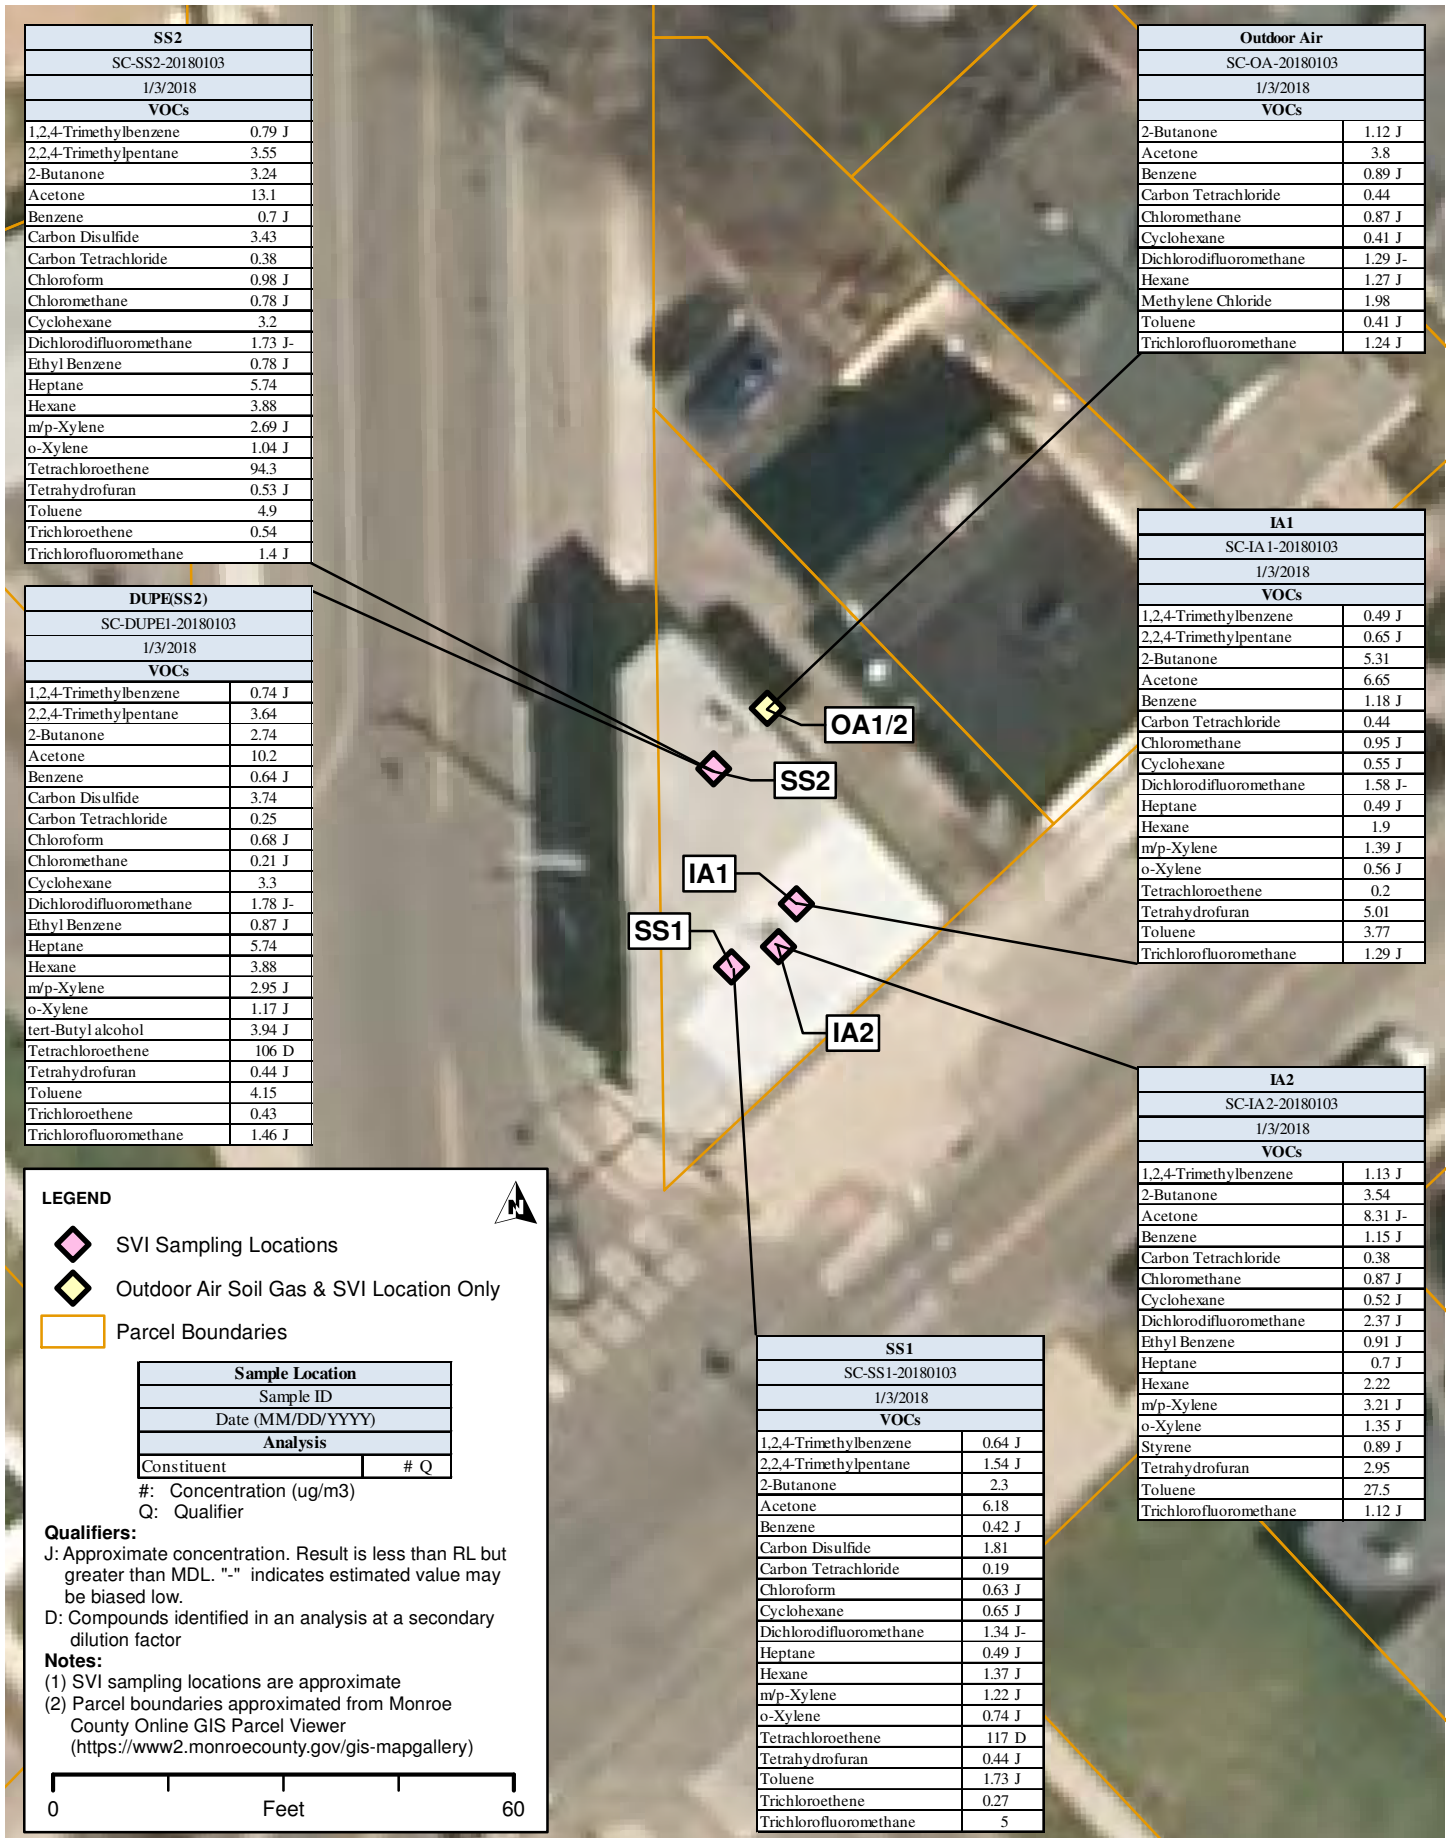 SS2
SC-SS2-20180103
1/3/2018
VOCs
1,2,4-Trimethylbenzene 0.79 J
2,2,4-Trimethylpentane 3.55
2-Butanone 3.24
Acetone 13.1
Benzene 0.7 J
Carbon Disulfide 3.43
Carbon Tetrachloride 0.38
Chloroform 0.98 J
Chloromethane 0.78 J
Cyclohexane 3.2
Dichlorodifluoromethane 1.73 J-
Ethyl Benzene 0.78 J
Heptane 5.74
Hexane 3.88
m/p-Xylene 2.69 J
o-Xylene 1.04 J
Tetrachloroethene 94.3
Tetrahydrofuran 0.53 J
Toluene 4.9
Trichloroethene 0.54
Trichlorofluoromethane 1.4 J
DUPE(SS2)
SC-DUPE1-20180103
1/3/2018
VOCs
1,2,4-Trimethylbenzene 0.74 J
2,2,4-Trimethylpentane 3.64
2-Butanone 2.74
Acetone 10.2
Benzene 0.64 J
Carbon Disulfide 3.74
Carbon Tetrachloride 0.25
Chloroform 0.68 J
Chloromethane 0.21 J
Cyclohexane 3.3
Dichlorodifluoromethane 1.78 J-
Ethyl Benzene 0.87 J
Heptane 5.74
Hexane 3.88
m/p-Xylene 2.95 J
o-Xylene 1.17 J
tert-Butyl alcohol 3.94 J
Tetrachloroethene 106 D
Tetrahydrofuran 0.44 J
Toluene 4.15
Trichloroethene 0.43
Trichlorofluoromethane 1.46 J
Outdoor Air
SC-OA-20180103
1/3/2018
VOCs
2-Butanone 1.12 J
Acetone 3.8
Benzene 0.89 J
Carbon Tetrachloride 0.44
Chloromethane 0.87 J
Cyclohexane 0.41 J
Dichlorodifluoromethane 1.29 J-
Hexane 1.27 J
Methylene Chloride 1.98
Toluene 0.41 J
Trichlorofluoromethane 1.24 J
IA1
SC-IA1-20180103
1/3/2018
VOCs
1,2,4-Trimethylbenzene 0.49 J
2,2,4-Trimethylpentane 0.65 J
2-Butanone 5.31
Acetone 6.65
Benzene 1.18 J
Carbon Tetrachloride 0.44
Chloromethane 0.95 J
Cyclohexane 0.55 J
Dichlorodifluoromethane 1.58 J-
Heptane 0.49 J
Hexane 1.9
m/p-Xylene 1.39 J
o-Xylene 0.56 J
Tetrachloroethene 0.2
Tetrahydrofuran 5.01
Toluene 3.77
Trichlorofluoromethane 1.29 J
OA1/2
SS2
IA1
SS1
IA2
IA2
SC-IA2-20180103
1/3/2018
VOCs
1,2,4-Trimethylbenzene 1.13 J
2-Butanone 3.54
Acetone 8.31 J-
Benzene 1.15 J
Carbon Tetrachloride 0.38
Chloromethane 0.87 J
Cyclohexane 0.52 J
Dichlorodifluoromethane 2.37 J
Ethyl Benzene 0.91 J
Heptane 0.7 J
Hexane 2.22
m/p-Xylene 3.21 J
o-Xylene 1.35 J
Styrene 0.89 J
Tetrahydrofuran 2.95
Toluene 27.5
Trichlorofluoromethane 1.12 J
SS1
SC-SS1-20180103
1/3/2018
VOCs
1,2,4-Trimethylbenzene 0.64 J
2,2,4-Trimethylpentane 1.54 J
2-Butanone 2.3
Acetone 6.18
Benzene 0.42 J
Carbon Disulfide 1.81
Carbon Tetrachloride 0.19
Chloroform 0.63 J
Cyclohexane 0.65 J
Dichlorodifluoromethane 1.34 J-
Heptane 0.49 J
Hexane 1.37 J
m/p-Xylene 1.22 J
o-Xylene 0.74 J
Tetrachloroethene 117 D
Tetrahydrofuran 0.44 J
Toluene 1.73 J
Trichloroethene 0.27
Trichlorofluoromethane 5
LEGEND
N
SVI Sampling Locations
Outdoor Air Soil Gas & SVI Location Only
Parcel Boundaries
Sample Location
Sample ID
Date (MM/DD/YYYY)
Analysis
Constituent # Q
#: Concentration (ug/m3)
Q: Qualifier
Qualifiers:
J: Approximate concentration. Result is less than RL but
greater than MDL. "-" indicates estimated value may
be biased low.
D: Compounds identified in an analysis at a secondary
dilution factor
Notes:
(1) SVI sampling locations are approximate
(2) Parcel boundaries approximated from Monroe
County Online GIS Parcel Viewer
(https://www2.monroecounty.gov/gis-mapgallery)
0 Feet 60